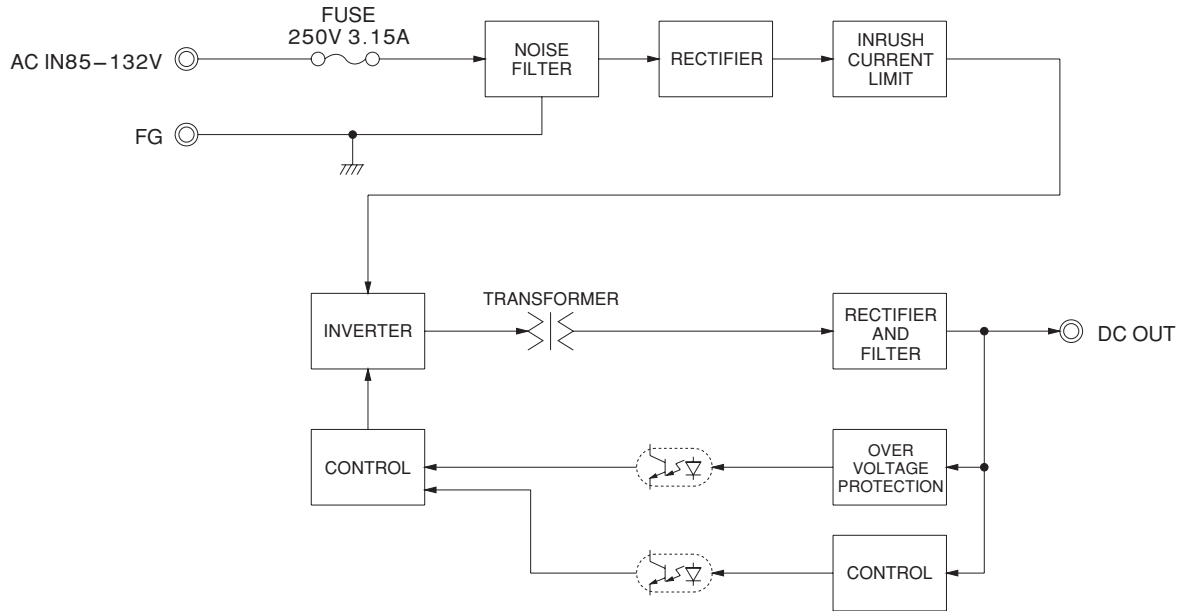 FUSE
250V 3.15A
AC IN85–132V
NOISE
FILTER
RECTIFIER
INRUSH
CURRENT
LIMIT
FG
TRANSFORMER
INVERTER
RECTIFIER
AND
FILTER
DC OUT
CONTROL
OVER
VOLTAGE
PROTECTION
CONTROL